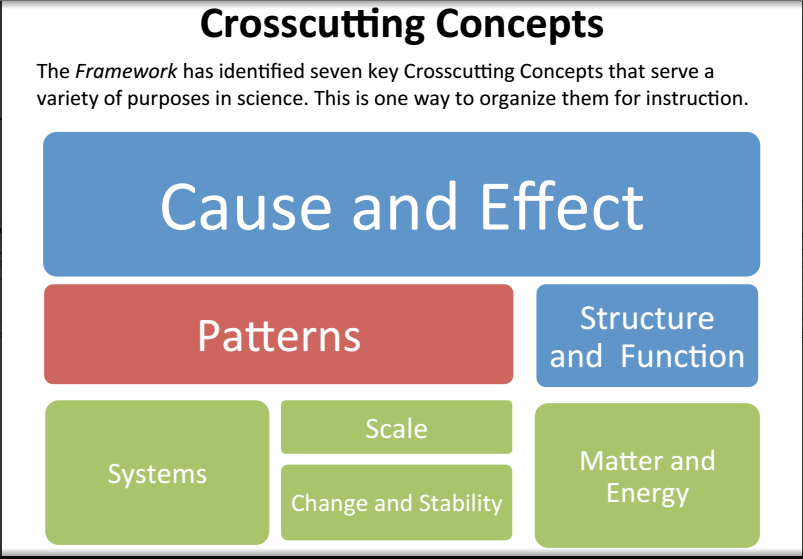 Crosscutting Concepts
The Framework has identified seven key Crosscutting Concepts that serve a
variety of purposes in science. This is one way to organize them for instruction.
Cause and Effect
Patterns
Structure
and Function
Systems
Scale
Change and Stability
Matter and
Energy